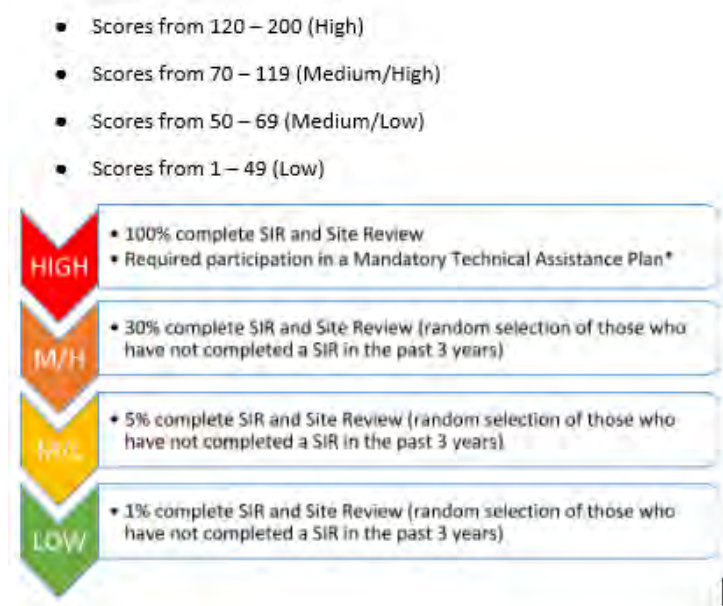 ● Scores from 120 – 200 (High)
● Scores from 70 – 119 (Medium/High)
● Scores from 50 – 69 (Medium/Low)
● Scores from 1 – 49 (Low)
HIGH
• 100% complete SIR and Site Review
• Required participation in a Mandatory Technical Assistance Plan*
M/H
• 30% complete SIR and Site Review (random selection of those who
have not completed a SIR in the past 3 years)
M/L
• 5% complete SIR and Site Review (random selection of those who
have not completed a SIR in the past 3 years)
LOW
• 1% complete SIR and Site Review (random selection of those who
have not completed a SIR in the past 3 years)